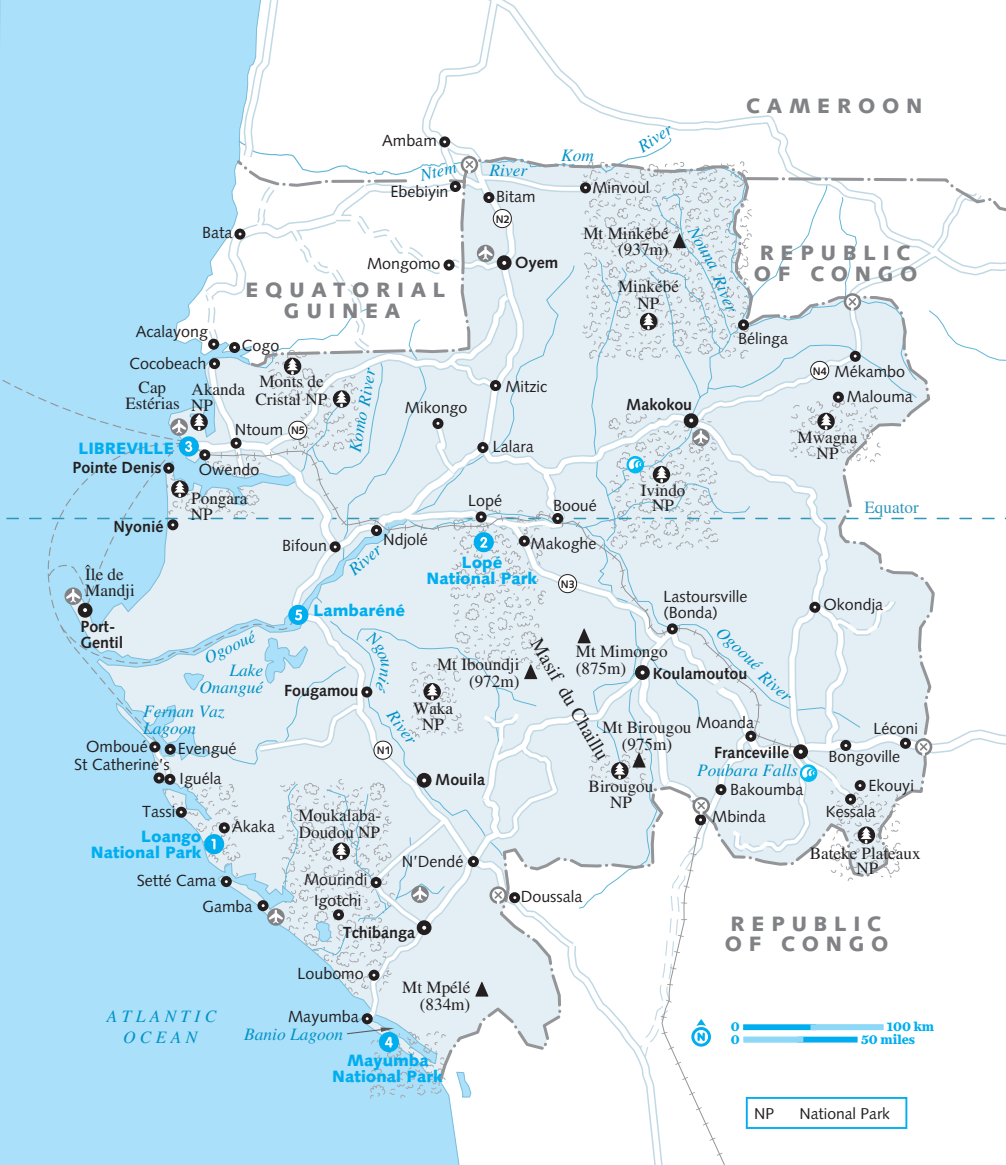 CAMEROON
Ambam
River
Kom
Ntem
River
Ebebiyin
Bitam
Minvoul
N2
Bata
Mt Minkébé
(937m)
Nouna River
REPUBLIC
OF CONGO
Mongomo
Oyem
EQUATORIAL
GUINEA
Minkébé
NP
Acalayong
Cogo
Bélinga
Cocobeach
Monts de
Cristal NP
Komo River
Mitzic
N4
Mékambo
Cap
Estérias
Akanda
NP
Mikongo
Makokou
Malouma
Ntoum
N5
Mwagna
NP
LIBREVILLE
3
Lalara
Pointe Denis
Owendo
Ivindo
NP
Pongara
NP
Nyonié
Lopé
Booué
Equator
Bifoun
Ndjolé
River
2
Makoghe
Lopé
National Park
N3
Île de
Mandji
Port-
Gentil
5
Lambaréné
Lastoursville
(Bonda)
Okondja
Ogooué
Ngounié
River
Ogooué River
Lake
Onangué
Mt Iboundji
(972m)
Masif du Chaillu
Mt Mimongo
(875m)
Koulamoutou
Fougamou
Waka
NP
Fernan Vaz
Lagoon
N1
Mt Birougou
(975m)
Moanda
Léconi
Omboué
Evengué
Franceville
Bongoville
St Catherine's
Iguéla
Mouila
Birougou
NP
Poubara Falls
Bakoumba
Ekouyi
Kessala
Tassi
Akaka
Moukalaba-
Doudou NP
Mbinda
Loango
National Park
1
Bateke Plateaux
NP
N'Dendé
Setté Cama
Mourindi
Gamba
Igotchi
Doussala
Tchibanga
REPUBLIC
OF CONGO
Loubomo
Mt Mpélé
(834m)
ATLANTIC
OCEAN
Mayumba
Banio Lagoon
4
Mayumba
National Park
N
0 100 km
0 50 miles
NP National Park